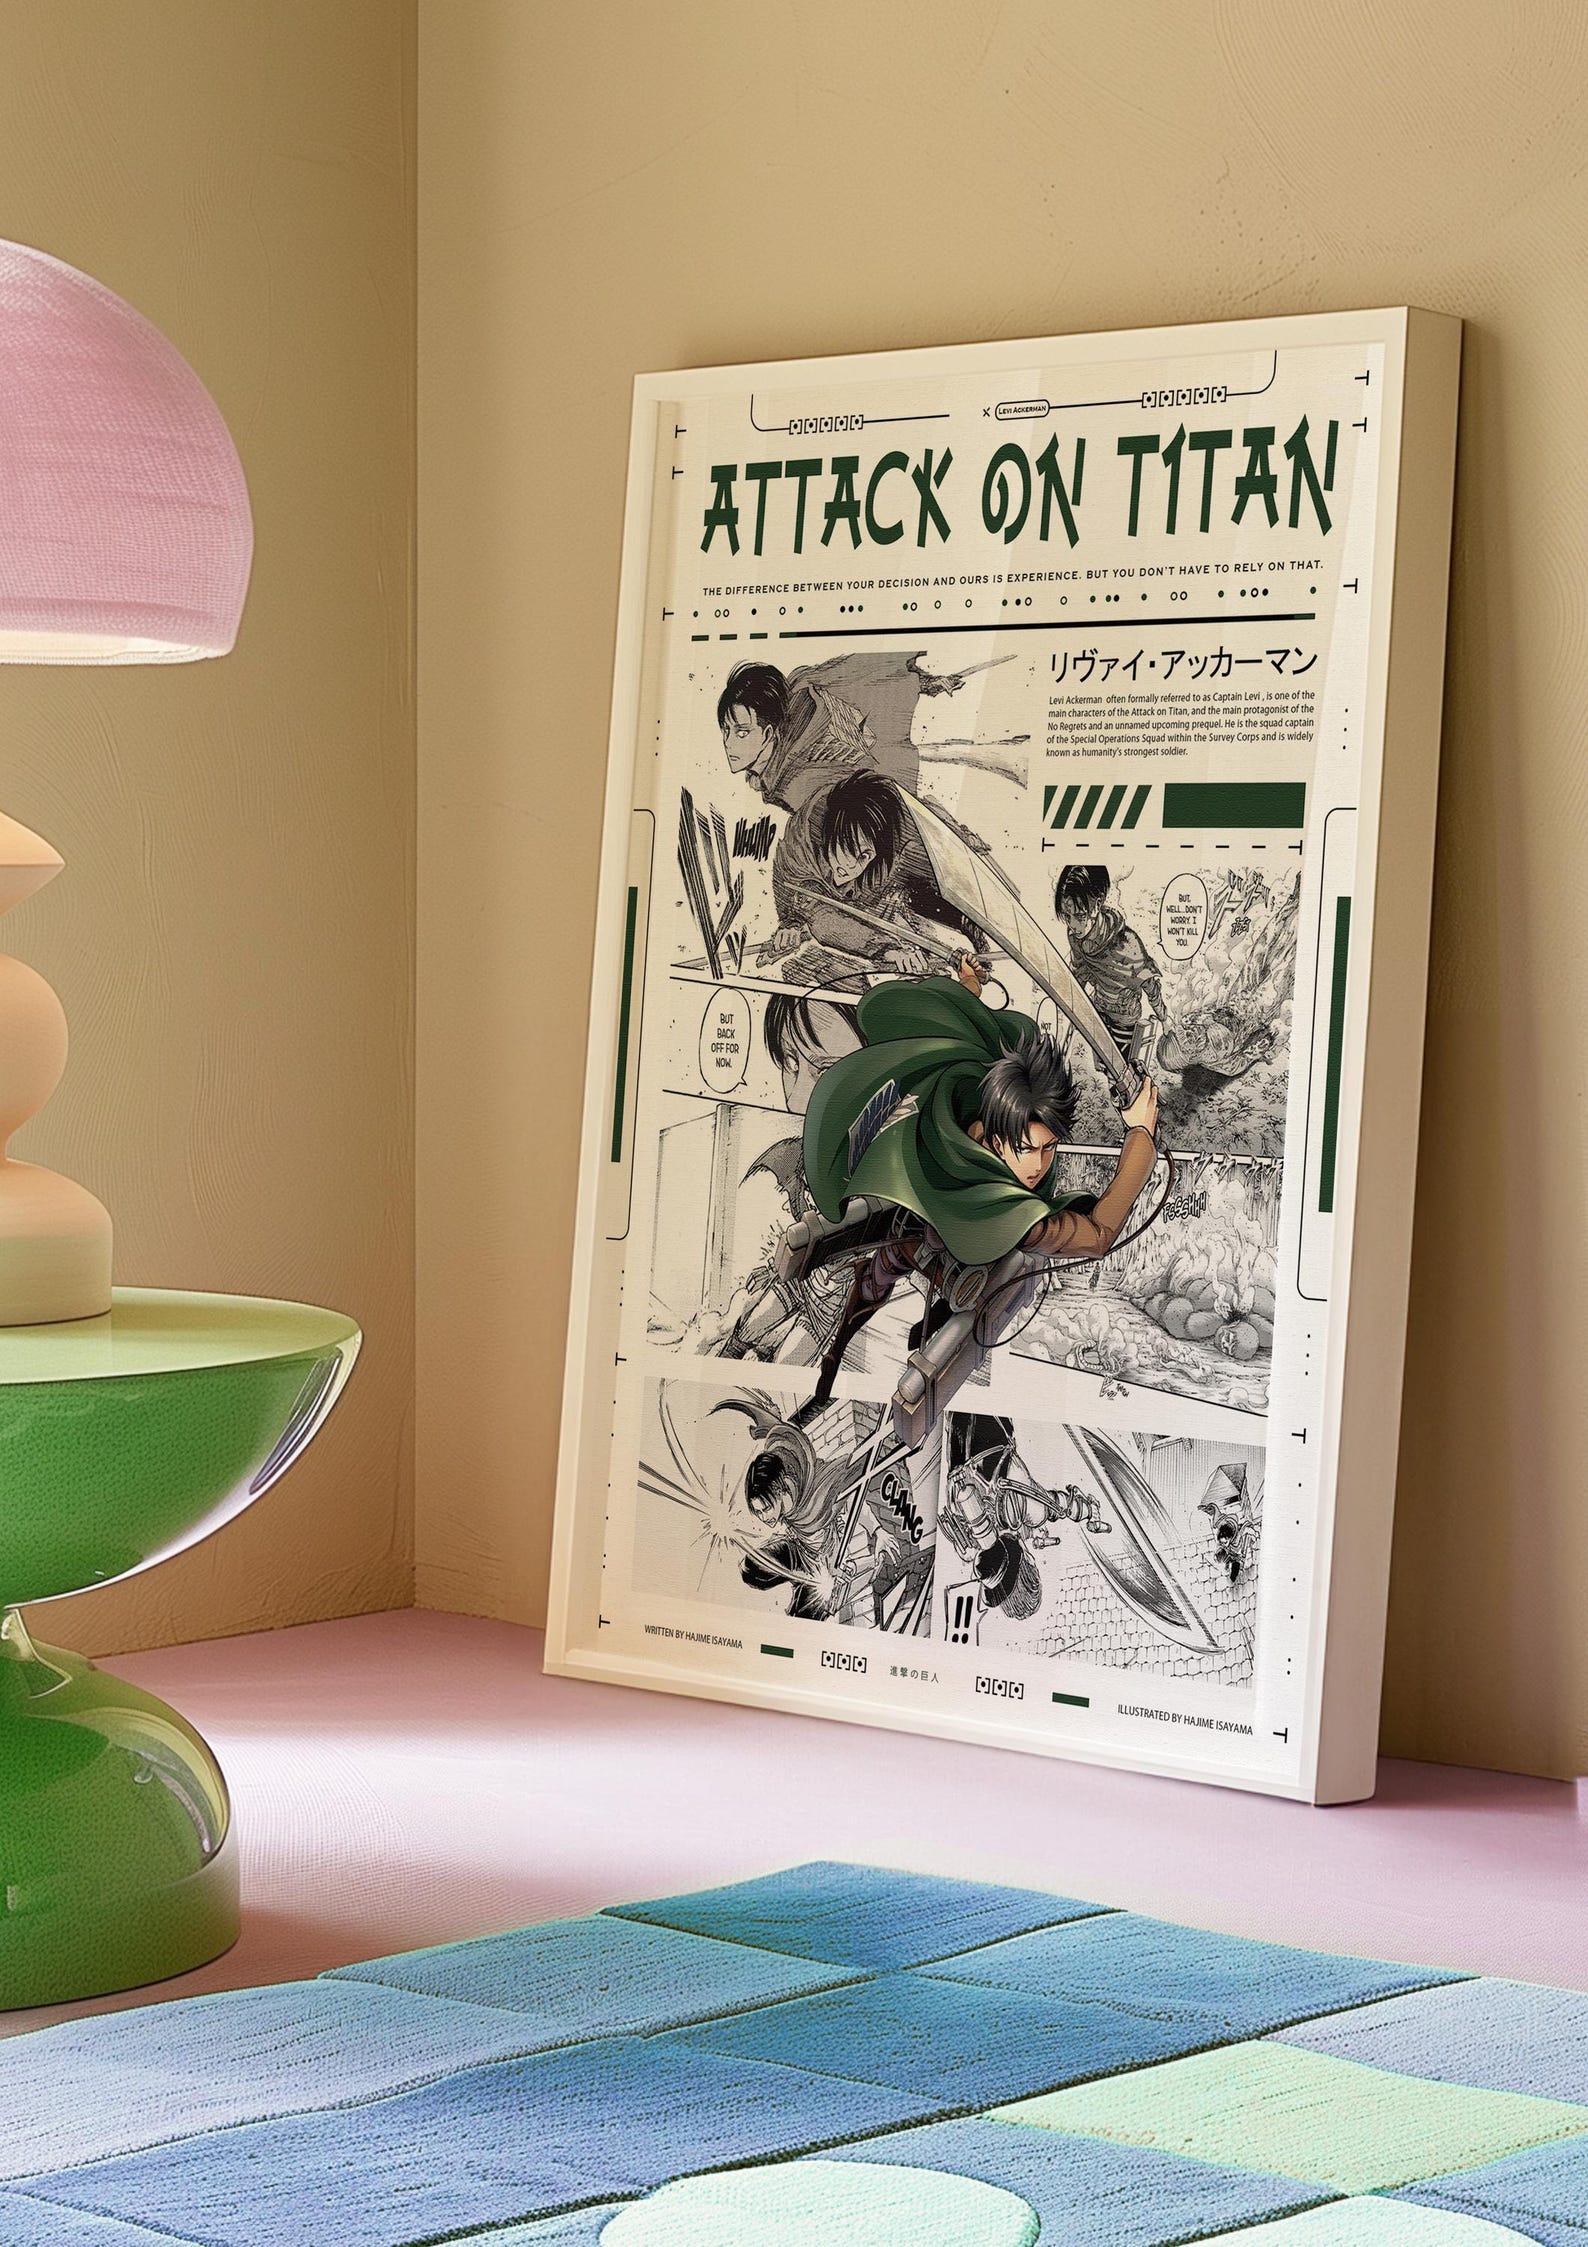 × LEVI ACKERMAN
ATTACK ON TITAN
THE DIFFERENCE BETWEEN YOUR DECISION AND OURS IS EXPERIENCE. BUT YOU DON'T HAVE TO RELY ON THAT.
リヴァイ・アッカーマン
Levi Ackerman often formally referred to as Captain Levi , is one of the
main characters of the Attack on Titan, and the main protagonist of the
No Regrets and an unnamed upcoming prequel. He is the squad captain
of the Special Operations Squad within the Survey Corps and is widely
known as humanity's strongest soldier.
WHUMP
BUT,
WELL...DON'T
WORRY. I
WON'T KILL
YOU.
BUT
BACK
OFF FOR
NOW.
NOT
FSSSHHH
CLANG
!!
WRITTEN BY HAJIME ISAYAMA
進撃の巨人
ILLUSTRATED BY HAJIME ISAYAMA